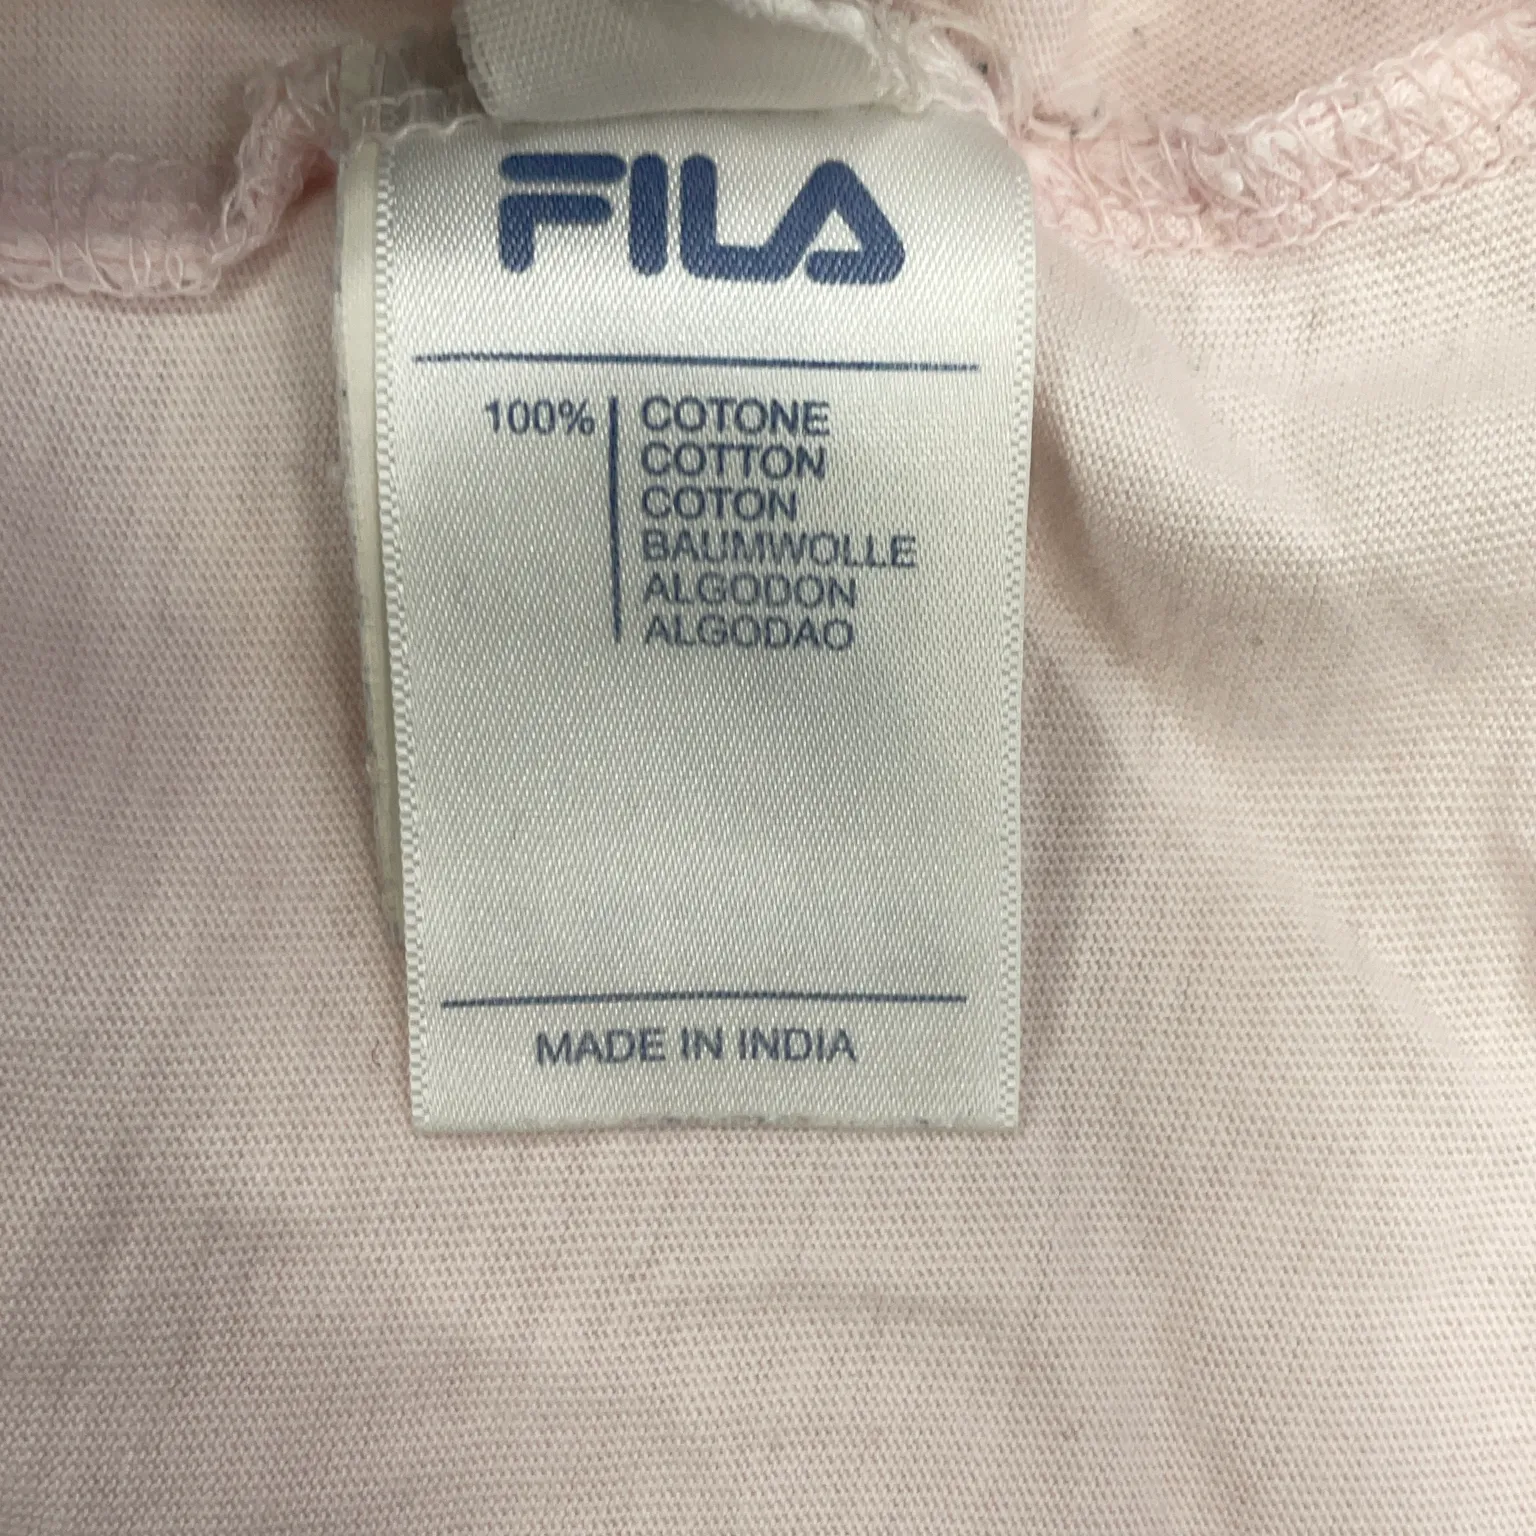 FILA
100% COTONE
COTTON
COTON
BAUMWOLLE
ALGODON
ALGODAO
MADE IN INDIA